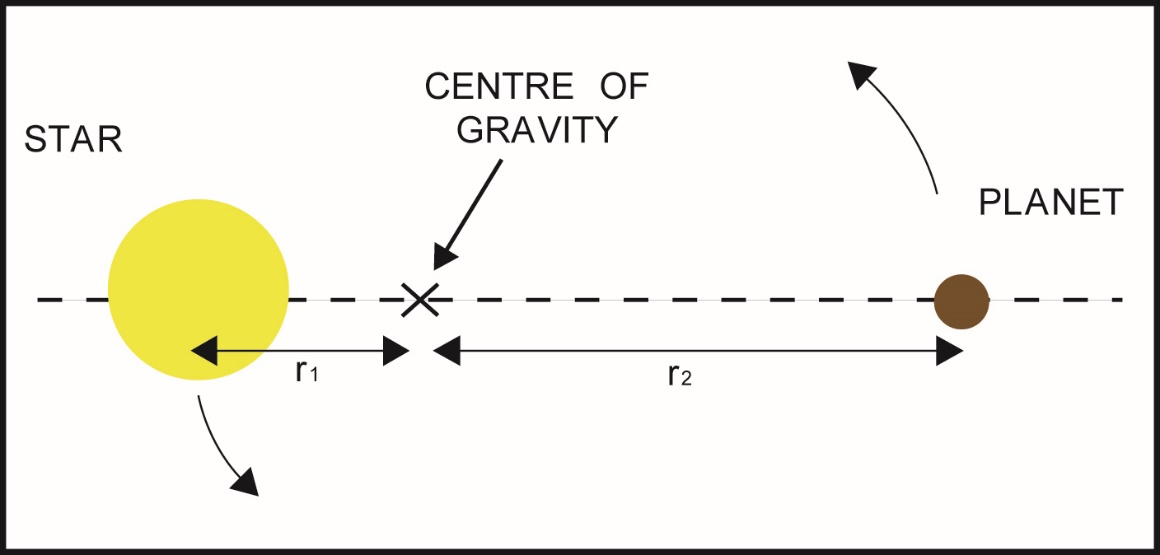 CENTRE OF
GRAVITY
STAR
PLANET
r1
r2